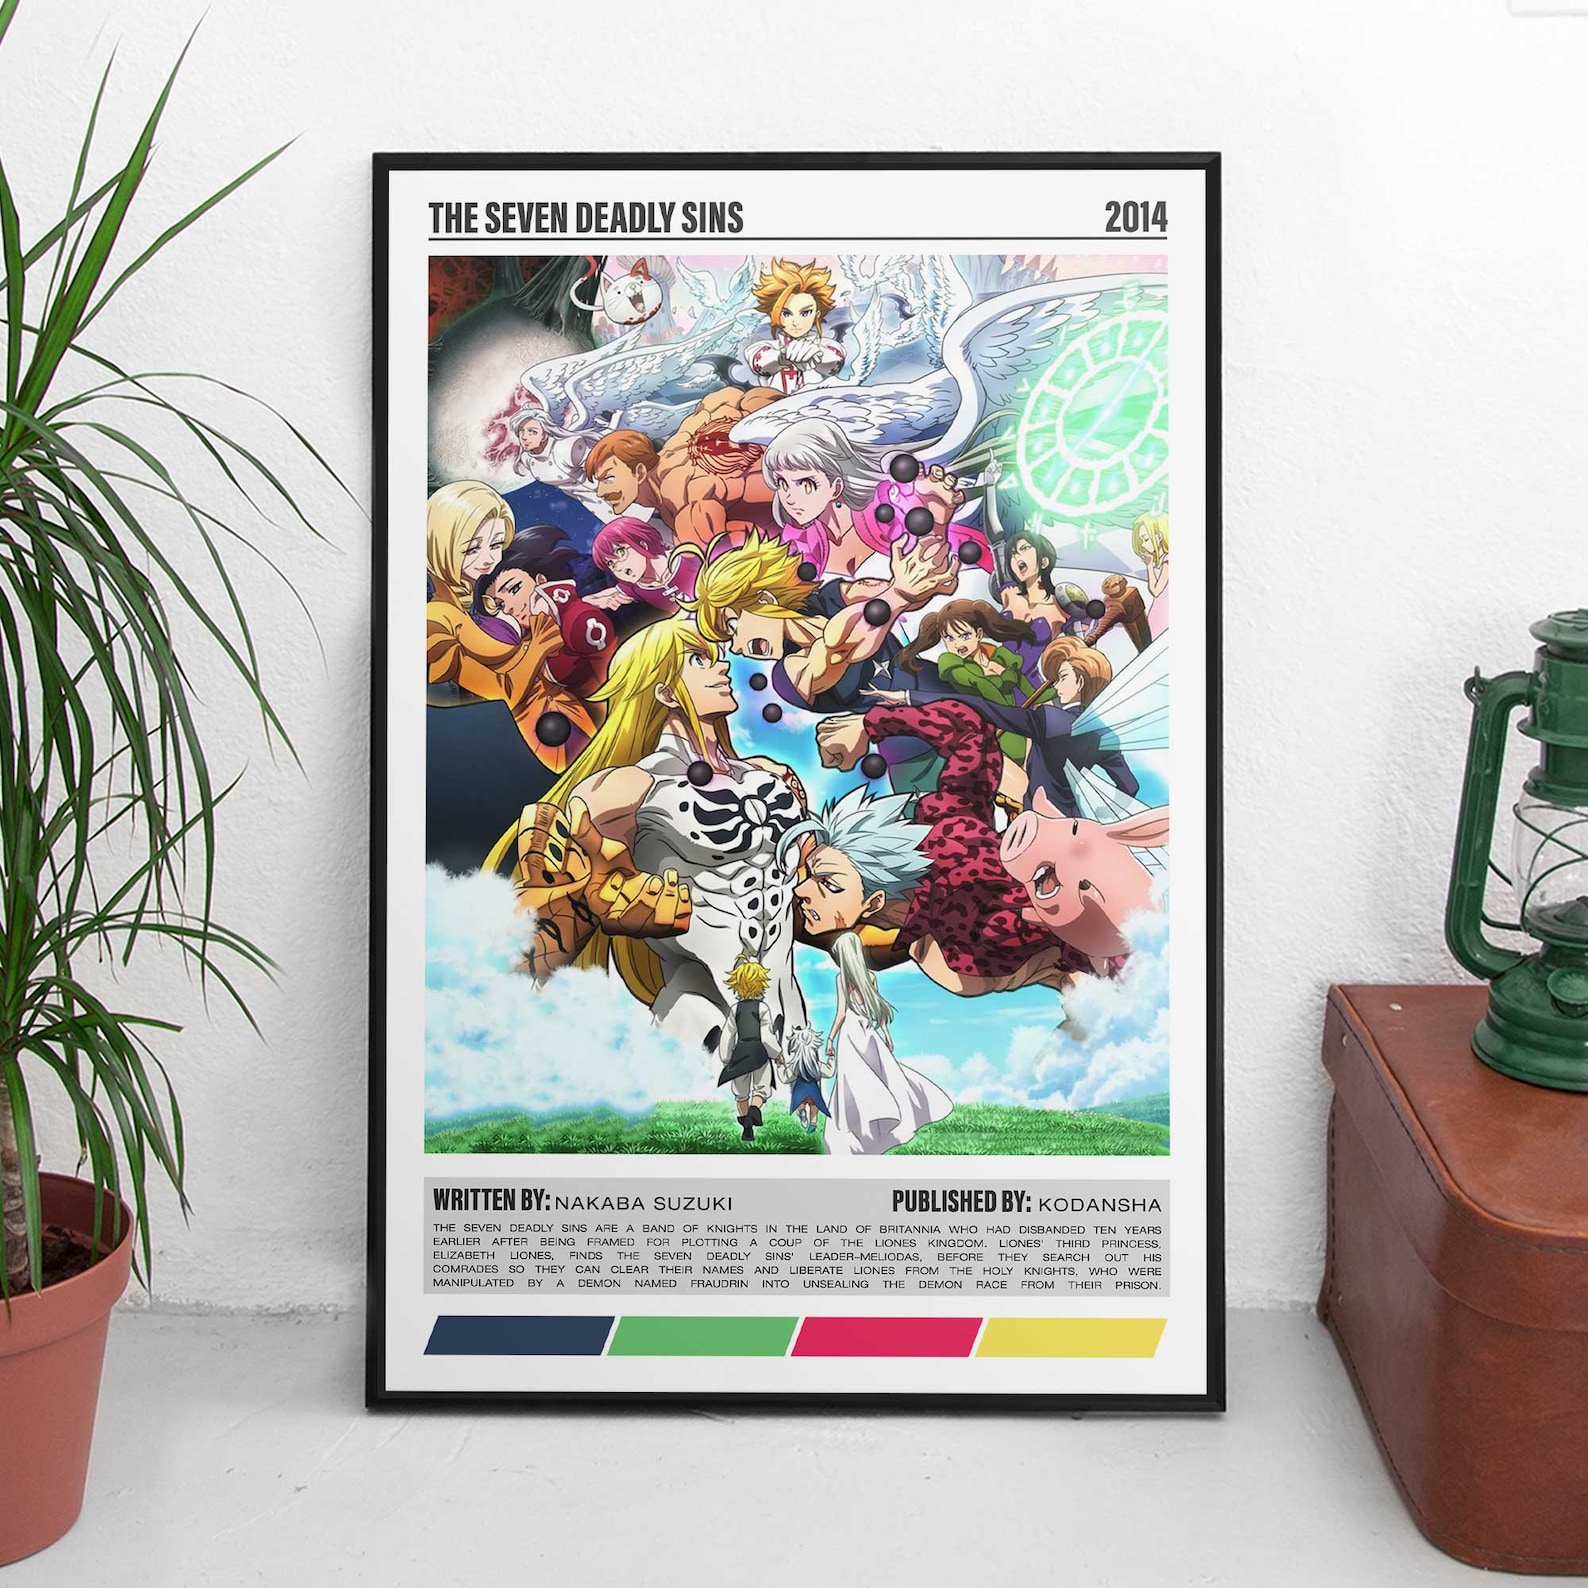 THE SEVEN DEADLY SINS 2014
WRITTEN BY: NAKABA SUZUKI PUBLISHED BY: KODANSHA
THE SEVEN DEADLY SINS ARE A BAND OF KNIGHTS IN THE LAND OF BRITANNIA WHO HAD DISBANDED TEN YEARS
EARLIER AFTER BEING FRAMED FOR PLOTTING A COUP OF THE LIONES KINGDOM. LIONES' THIRD PRINCESS,
ELIZABETH LIONES, FINDS THE SEVEN DEADLY SINS' LEADER-MELIODAS, BEFORE THEY SEARCH OUT HIS
COMRADES SO THEY CAN CLEAR THEIR NAMES AND LIBERATE LIONES FROM THE HOLY KNIGHTS, WHO WERE
MANIPULATED BY A DEMON NAMED FRAUDRIN INTO UNSEALING THE DEMON RACE FROM THEIR PRISON.